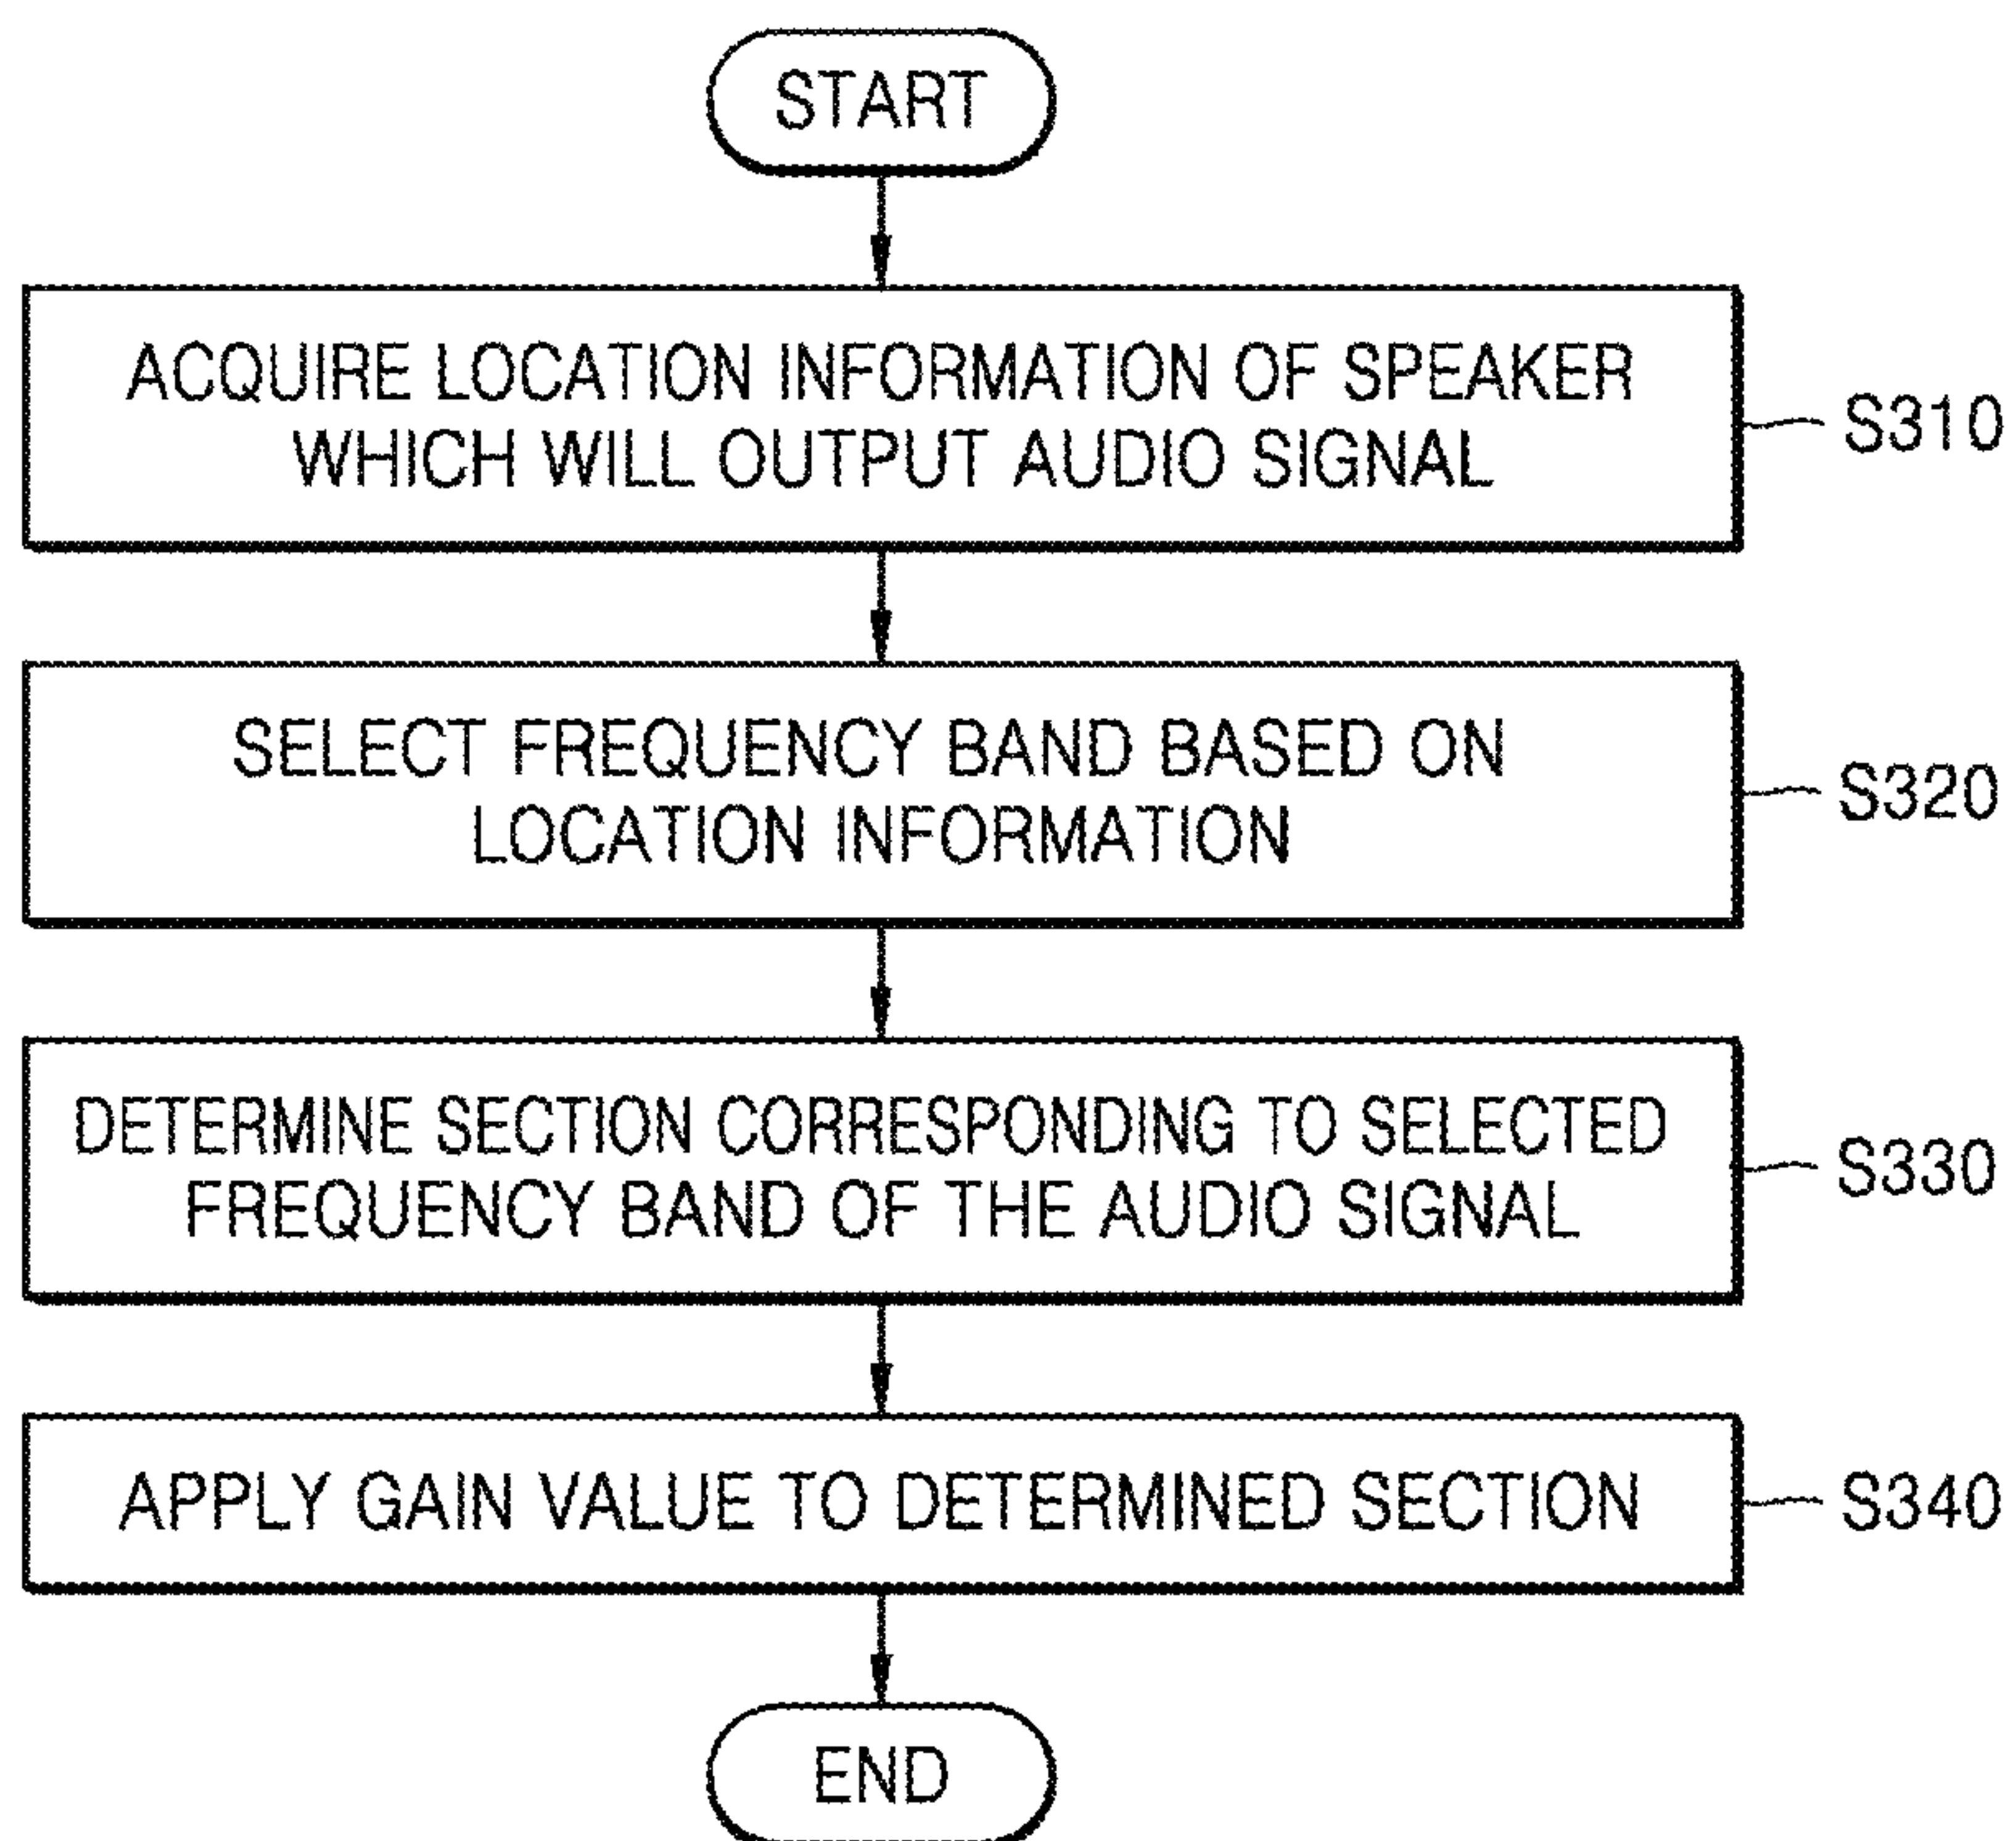 START
ACQUIRE LOCATION INFORMATION OF SPEAKER
WHICH WILL OUTPUT AUDIO SIGNAL
S310
SELECT FREQUENCY BAND BASED ON
LOCATION INFORMATION
S320
DETERMINE SECTION CORRESPONDING TO SELECTED
FREQUENCY BAND OF THE AUDIO SIGNAL
S330
APPLY GAIN VALUE TO DETERMINED SECTION
S340
END